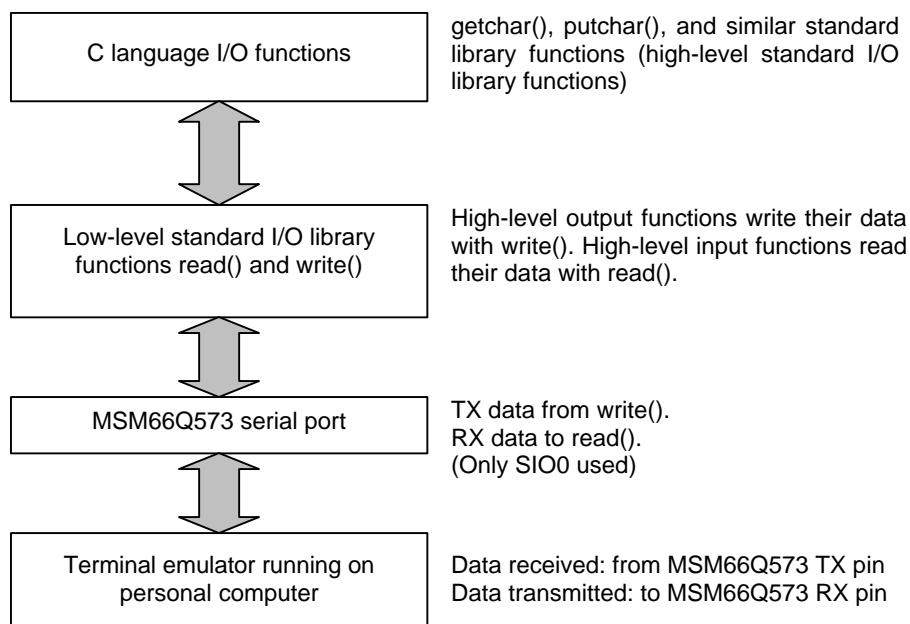 C language I/O functions
getchar(), putchar(), and similar standard
library functions (high-level standard I/O
library functions)
Low-level standard I/O library
functions read() and write()
High-level output functions write their data
with write(). High-level input functions read
their data with read().
MSM66Q573 serial port
TX data from write().
RX data to read().
(Only SIO0 used)
Terminal emulator running on
personal computer
Data received: from MSM66Q573 TX pin
Data transmitted: to MSM66Q573 RX pin